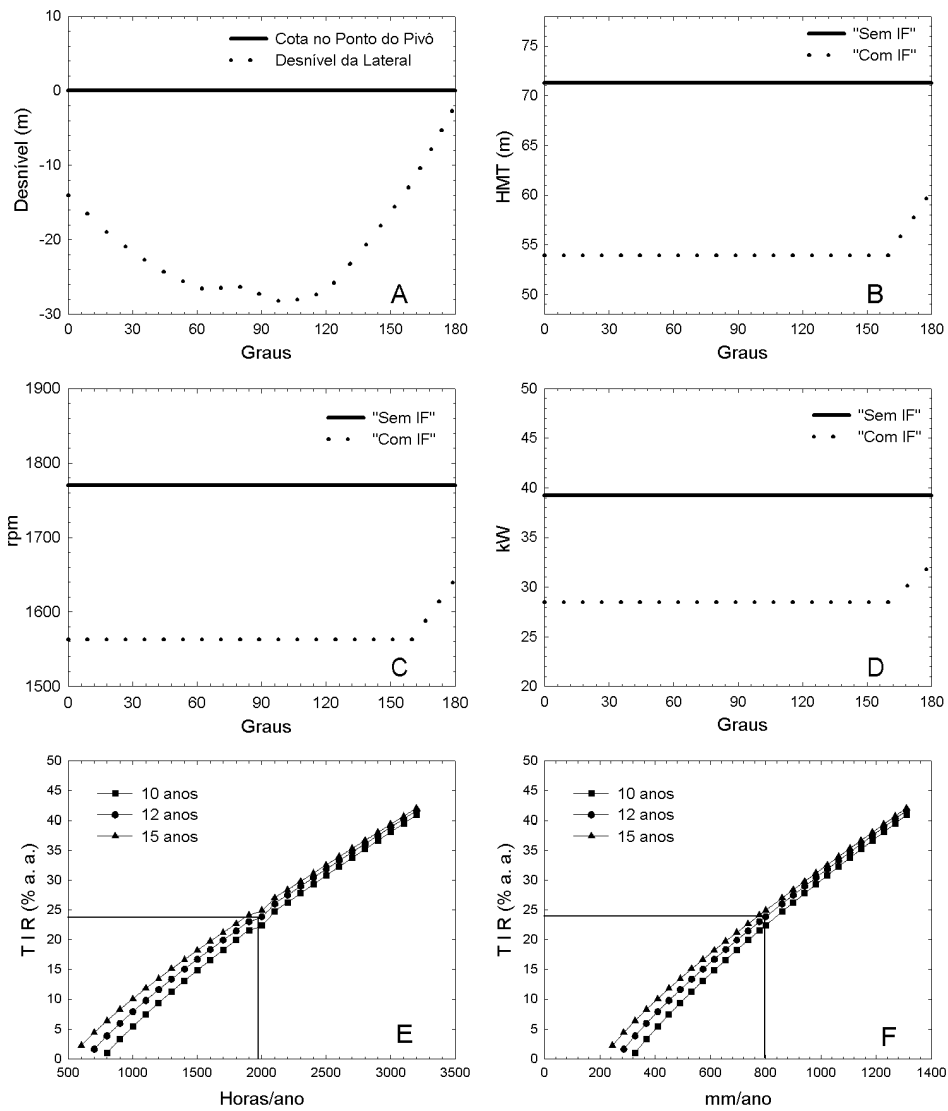 10
0
-10
-20
-30
Desnível (m)
Cota no Ponto do Pivô
Desnível da Lateral
A
0 30 60 90 120 150 180
Graus
75
70
65
60
55
50
HMT (m)
"Sem IF"
"Com IF"
B
0 30 60 90 120 150 180
Graus
1900
1800
1700
1600
1500
rpm
"Sem IF"
"Com IF"
C
0 30 60 90 120 150 180
Graus
50
45
40
35
30
25
20
kW
"Sem IF"
"Com IF"
D
0 30 60 90 120 150 180
Graus
50
45
40
35
30
25
20
15
10
5
0
T I R (% a. a.)
10 anos
12 anos
15 anos
E
500 1000 1500 2000 2500 3000 3500
Horas/ano
50
45
40
35
30
25
20
15
10
5
0
T I R (% a. a.)
10 anos
12 anos
15 anos
F
0 200 400 600 800 1000 1200 1400
mm/ano